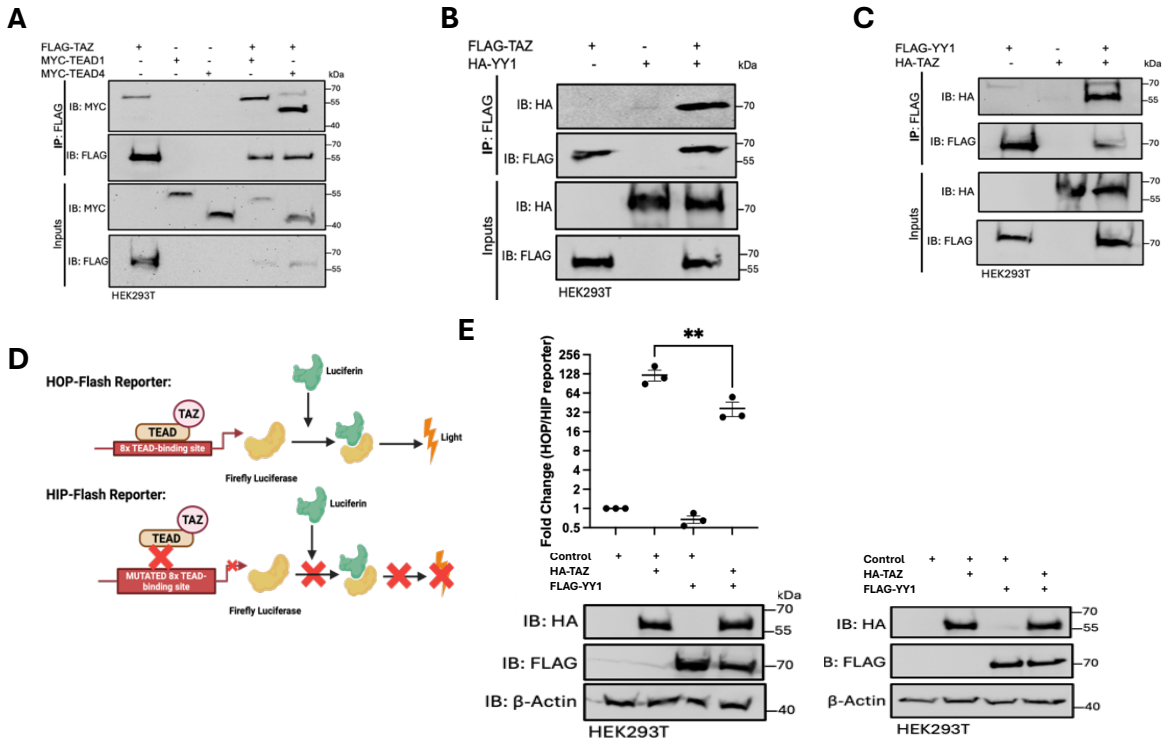 A
FLAG-TAZ + - - + +
MYC-TEAD1 - + - + -
MYC-TEAD4 - - + - +
kDa
IP: FLAG
IB: MYC
70
55
40
IB: FLAG
70
55
Inputs
IB: MYC
55
40
IB: FLAG
70
55
HEK293T
B
FLAG-TAZ + - +
HA-YY1 - + +
kDa
IP: FLAG
IB: HA
70
IB: FLAG
70
55
Inputs
IB: HA
70
IB: FLAG
70
55
HEK293T
C
FLAG-YY1 + - +
HA-TAZ - + +
kDa
IP: FLAG
IB: HA
70
55
IB: FLAG
70
Inputs
IB: HA
70
55
IB: FLAG
70
HEK293T
D
HOP-Flash Reporter:
Luciferin
TAZ
TEAD
8x TEAD-binding site
Light
Firefly Luciferase
HIP-Flash Reporter:
Luciferin
TAZ
TEAD
MUTATED 8x TEAD-
binding site
Firefly Luciferase
E
**
Fold Change (HOP/HIP reporter)
256
128
64
32
16
8
4
2
1
0.5
Control + + +
HA-TAZ + +
FLAG-YY1 + +
kDa
IB: HA
70
55
IB: FLAG
70
IB: β-Actin
40
HEK293T
Control + + +
HA-TAZ + +
FLAG-YY1 + +
IB: HA
70
55
B: FLAG
70
β-Actin
40
HEK293T